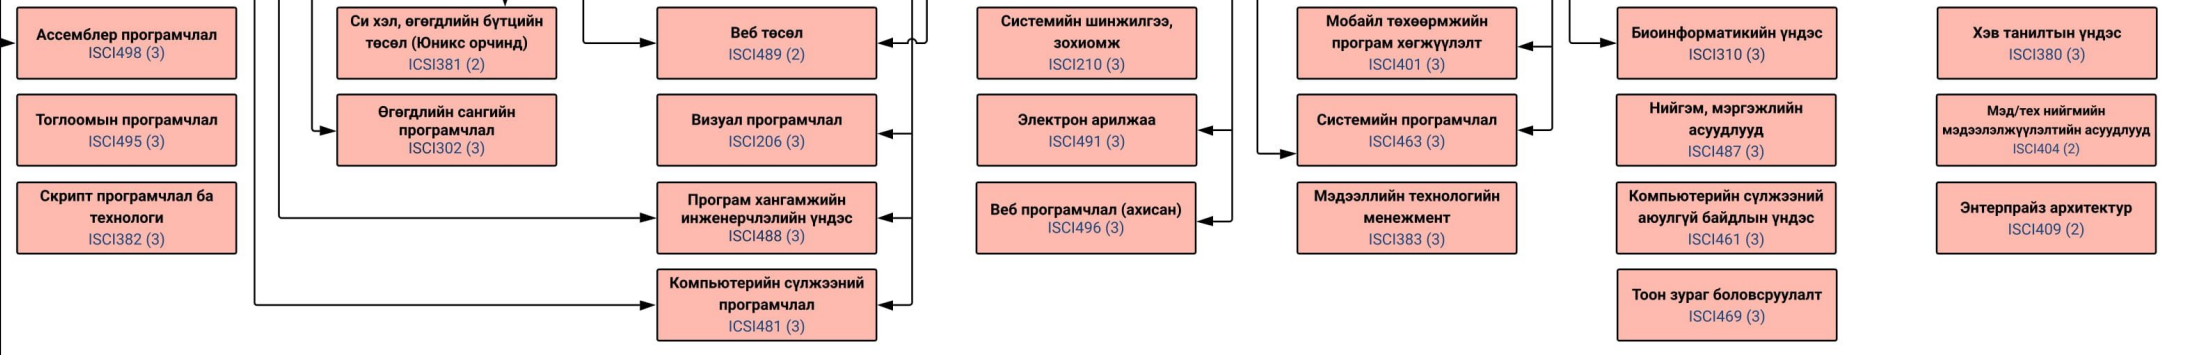 Ассемблер програмчлал
ISCI498 (3)
Тоглоомын програмчлал
ISCI495 (3)
Скрипт програмчлал ба
технологи
ISCI382 (3)
Си хэл, өгөгдлийн бүтцийн
төсөл (Юникс орчинд)
ICSI381 (2)
Өгөгдлийн сангийн
програмчлал
ISCI302 (3)
Веб төсөл
ISCI489 (2)
Визуал програмчлал
ISCI206 (3)
Програм хангамжийн
инженерчлэлийн үндэс
ISCI488 (3)
Компьютерийн сүлжээний
програмчлал
ICSI481 (3)
Системийн шинжилгээ,
зохиомж
ISCI210 (3)
Электрон арилжаа
ISCI491 (3)
Веб програмчлал (ахисан)
ISCI496 (3)
Мобайл төхөөрмжийн
програм хөгжүүлэлт
ISCI401 (3)
Системийн програмчлал
ISCI463 (3)
Мэдээллийн технологийн
менежмент
ISCI383 (3)
Биоинформатикийн үндэс
ISCI310 (3)
Нийгэм, мэргэжлийн
асуудлууд
ISCI487 (3)
Компьютерийн сүлжээний
аюулгүй байдлын үндэс
ISCI461 (3)
Тоон зураг боловсруулалт
ISCI469 (3)
Хэв танилтын үндэс
ISCI380 (3)
Мэд/тех нийгмийн
мэдээлэлжүүлэлтийн асуудлууд
ISCI404 (2)
Энтерпрайз архитектур
ISCI409 (2)